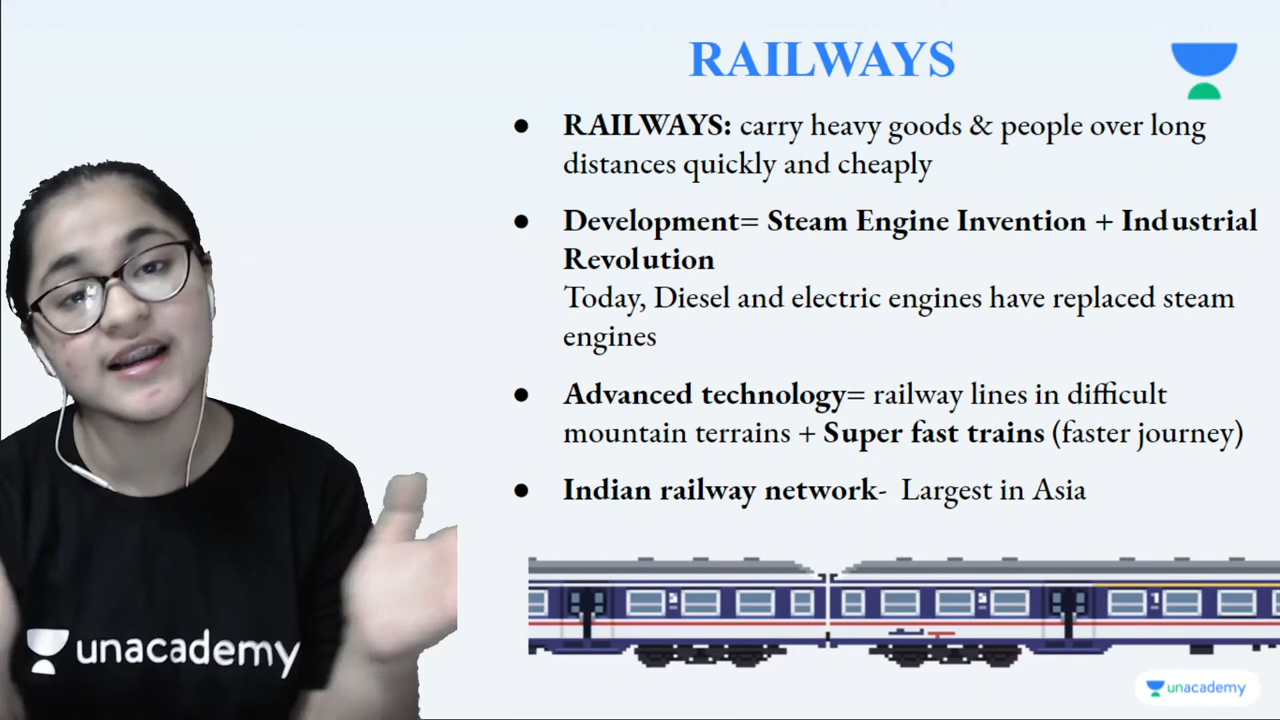 RAILWAYS
● RAILWAYS: carry heavy goods & people over long
distances quickly and cheaply
● Development= Steam Engine Invention + Industrial
Revolution
Today, Diesel and electric engines have replaced steam
engines
● Advanced technology= railway lines in difficult
mountain terrains + Super fast trains (faster journey)
● Indian railway network- Largest in Asia
unacademy
unacademy